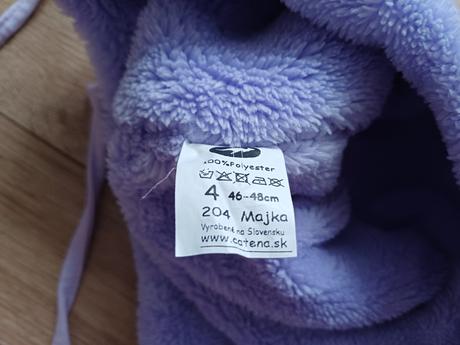 100%Polyester
4 46-48cm
204 Majka
Vyrobené na Slovensku
www.catena.sk